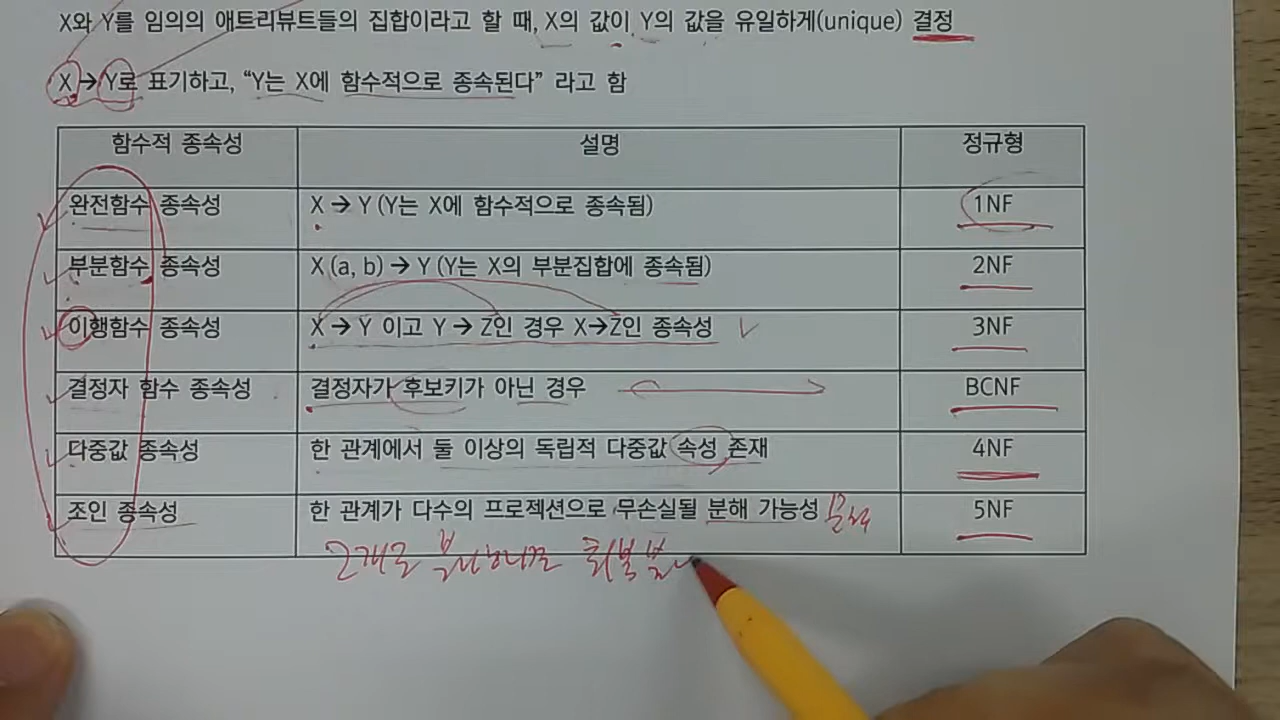 X와 Y를 임의의 애트리뷰트들의 집합이라고 할 때, X의 값이 Y의 값을 유일하게(unique) 결정
X → Y로 표기하고, “Y는 X에 함수적으로 종속된다” 라고 함
함수적 종속성 설명 정규형
완전함수 종속성 X → Y (Y는 X에 함수적으로 종속됨) 1NF
부분함수 종속성 X (a, b) → Y (Y는 X의 부분집합에 종속됨) 2NF
이행함수 종속성 X → Y 이고 Y → Z인 경우 X→Z인 종속성 3NF
결정자 함수 종속성 결정자가 후보키가 아닌 경우 BCNF
다중값 종속성 한 관계에서 둘 이상의 독립적 다중값 속성 존재 4NF
조인 종속성 한 관계가 다수의 프로젝션으로 무손실될 분해 가능성 5NF
2개로